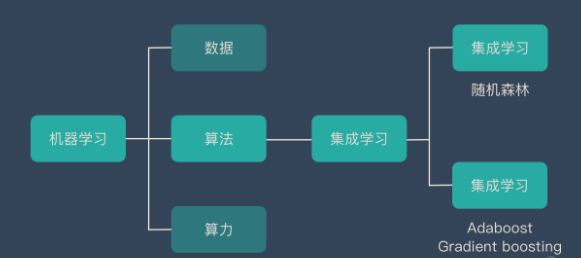 数据
集成学习
随机森林
机器学习
算法
集成学习
集成学习
算力
Adaboost
Gradient boosting